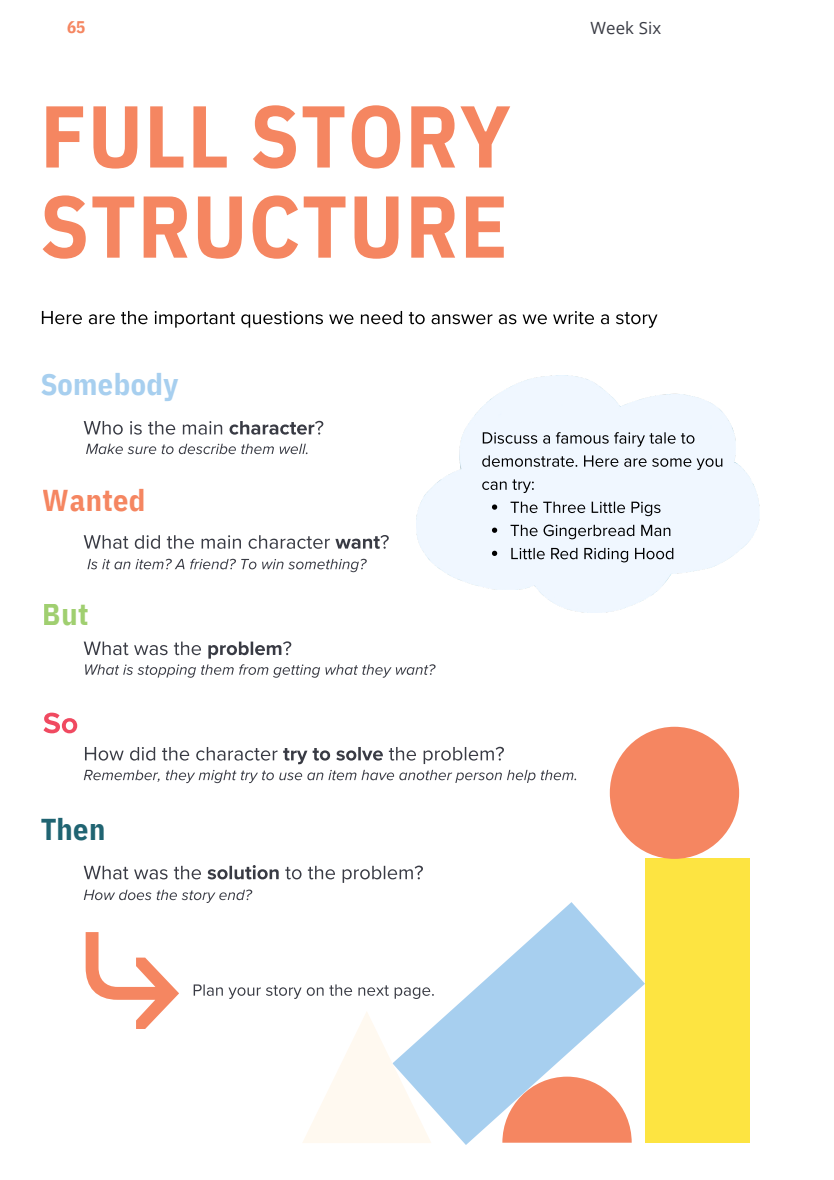 65
Week Six
FULL STORY
STRUCTURE
Here are the important questions we need to answer as we write a story
Somebody
Who is the main character?
Make sure to describe them well.
Wanted
What did the main character want?
Is it an item? A friend? To win something?
But
What was the problem?
What is stopping them from getting what they want?
So
How did the character try to solve the problem?
Remember, they might try to use an item have another person help them.
Then
What was the solution to the problem?
How does the story end?
Plan your story on the next page.
Discuss a famous fairy tale to
demonstrate. Here are some you
can try:
• The Three Little Pigs
• The Gingerbread Man
• Little Red Riding Hood